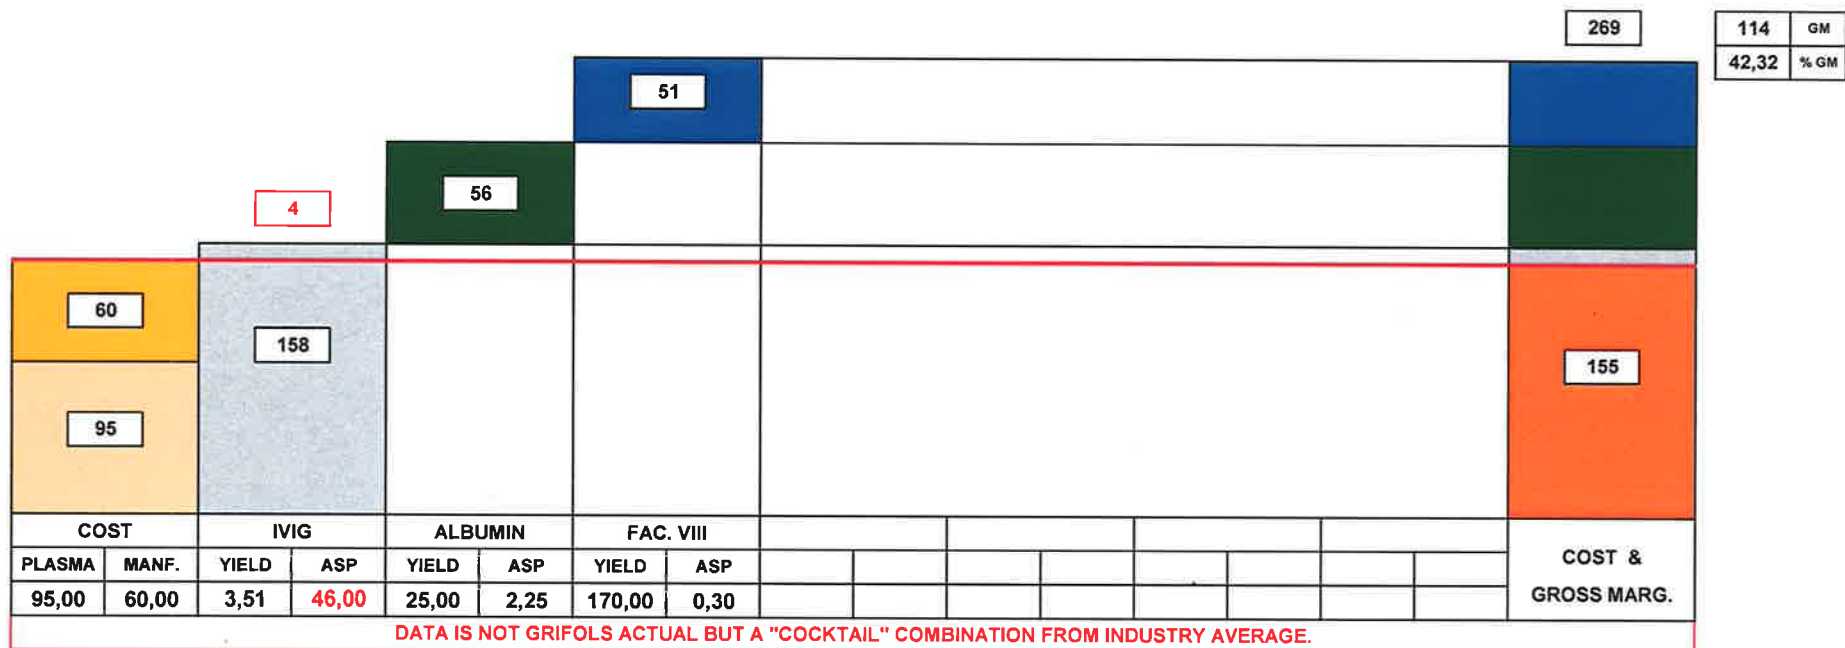 269
114 GM
42,32 % GM
51
56
4
60
158
155
95
COST IVIG ALBUMIN FAC. VIII
PLASMA MANF. YIELD ASP YIELD ASP YIELD ASP
COST &
GROSS MARG.
95,00 60,00 3,51 46,00 25,00 2,25 170,00 0,30
DATA IS NOT GRIFOLS ACTUAL BUT A "COCKTAIL" COMBINATION FROM INDUSTRY AVERAGE.